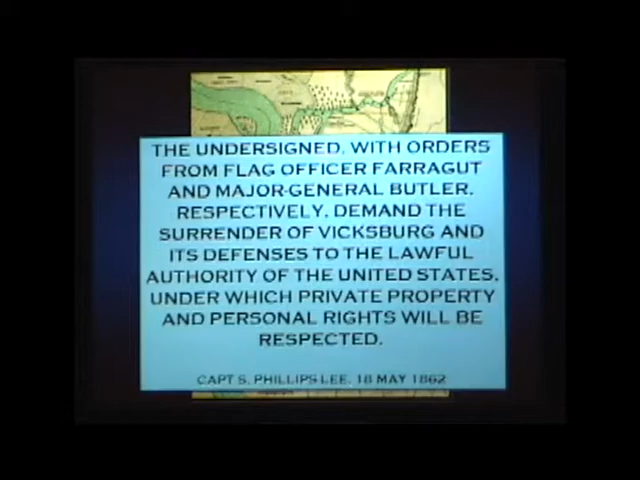 THE UNDERSIGNED, WITH ORDERS
FROM FLAG OFFICER FARRAGUT
AND MAJOR-GENERAL BUTLER,
RESPECTIVELY, DEMAND THE
SURRENDER OF VICKSBURG AND
ITS DEFENSES TO THE LAWFUL
AUTHORITY OF THE UNITED STATES,
UNDER WHICH PRIVATE PROPERTY
AND PERSONAL RIGHTS WILL BE
RESPECTED.
CAPT S. PHILLIPS LEE, 18 MAY 1862